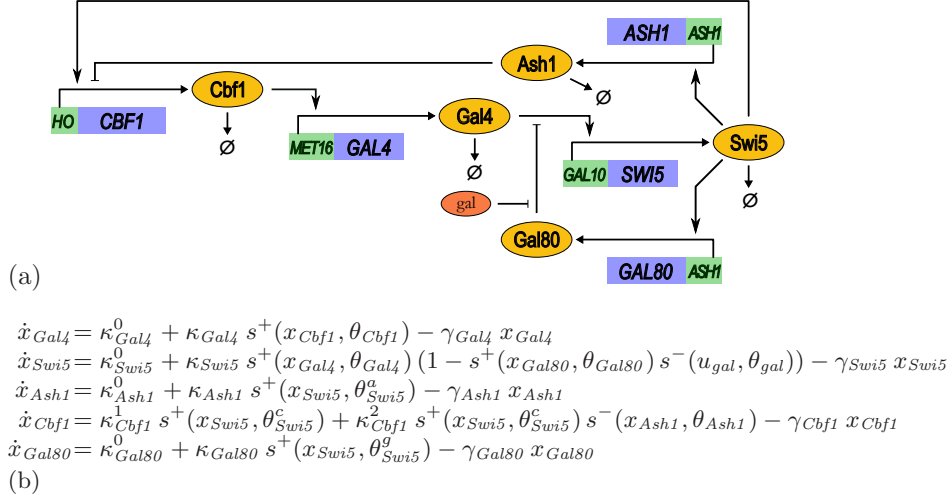 ASH1 ASH1
Ash1
Ø
Cbf1
HO CBF1
Ø
Gal4
MET16 GAL4
Ø
Swi5
GAL10 SWI5
Ø
gal
Gal80
GAL80 ASH1
(a)
ẋ_Gal4 = κ^0_Gal4 + κ_Gal4 s^+(x_Cbf1, θ_Cbf1) − γ_Gal4 x_Gal4
ẋ_Swi5 = κ^0_Swi5 + κ_Swi5 s^+(x_Gal4, θ_Gal4) (1 − s^+(x_Gal80, θ_Gal80) s^−(u_gal, θ_gal)) − γ_Swi5 x_Swi5
ẋ_Ash1 = κ^0_Ash1 + κ_Ash1 s^+(x_Swi5, θ^a_Swi5) − γ_Ash1 x_Ash1
ẋ_Cbf1 = κ^1_Cbf1 s^+(x_Swi5, θ^c_Swi5) + κ^2_Cbf1 s^+(x_Swi5, θ^c_Swi5) s^−(x_Ash1, θ_Ash1) − γ_Cbf1 x_Cbf1
ẋ_Gal80 = κ^0_Gal80 + κ_Gal80 s^+(x_Swi5, θ^g_Swi5) − γ_Gal80 x_Gal80
(b)